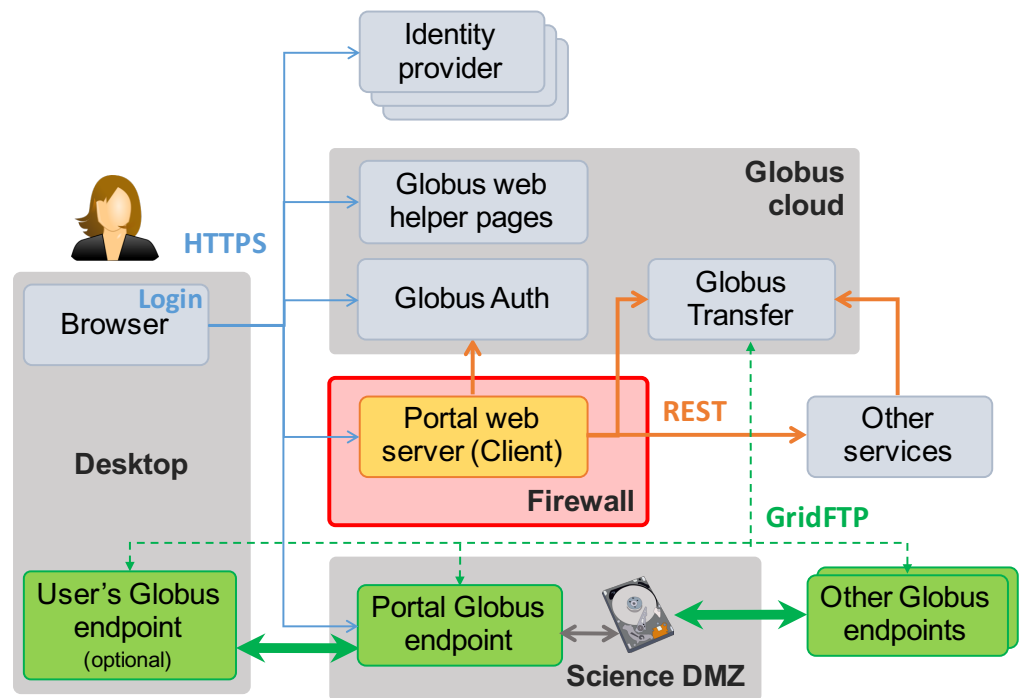 Identity
provider
Globus web
helper pages
Globus
cloud
HTTPS
Login
Browser
Globus Auth
Globus
Transfer
Portal web
server (Client)
REST
Other
services
Desktop
Firewall
GridFTP
User's Globus
endpoint
(optional)
Portal Globus
endpoint
Other Globus
endpoints
Science DMZ